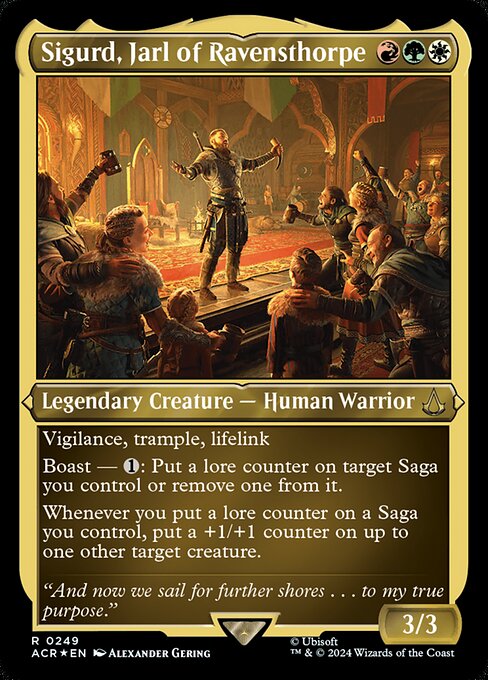 Sigurd, Jarl of Ravensthorpe
Legendary Creature — Human Warrior
Vigilance, trample, lifelink
Boast — 1: Put a lore counter on target Saga
you control or remove one from it.
Whenever you put a lore counter on a Saga
you control, put a +1/+1 counter on up to
one other target creature.
“And now we sail for further shores . . . to my true
purpose.”
3/3
R 0249
ACR★EN Alexander Gering
© Ubisoft
™ & © 2024 Wizards of the Coast